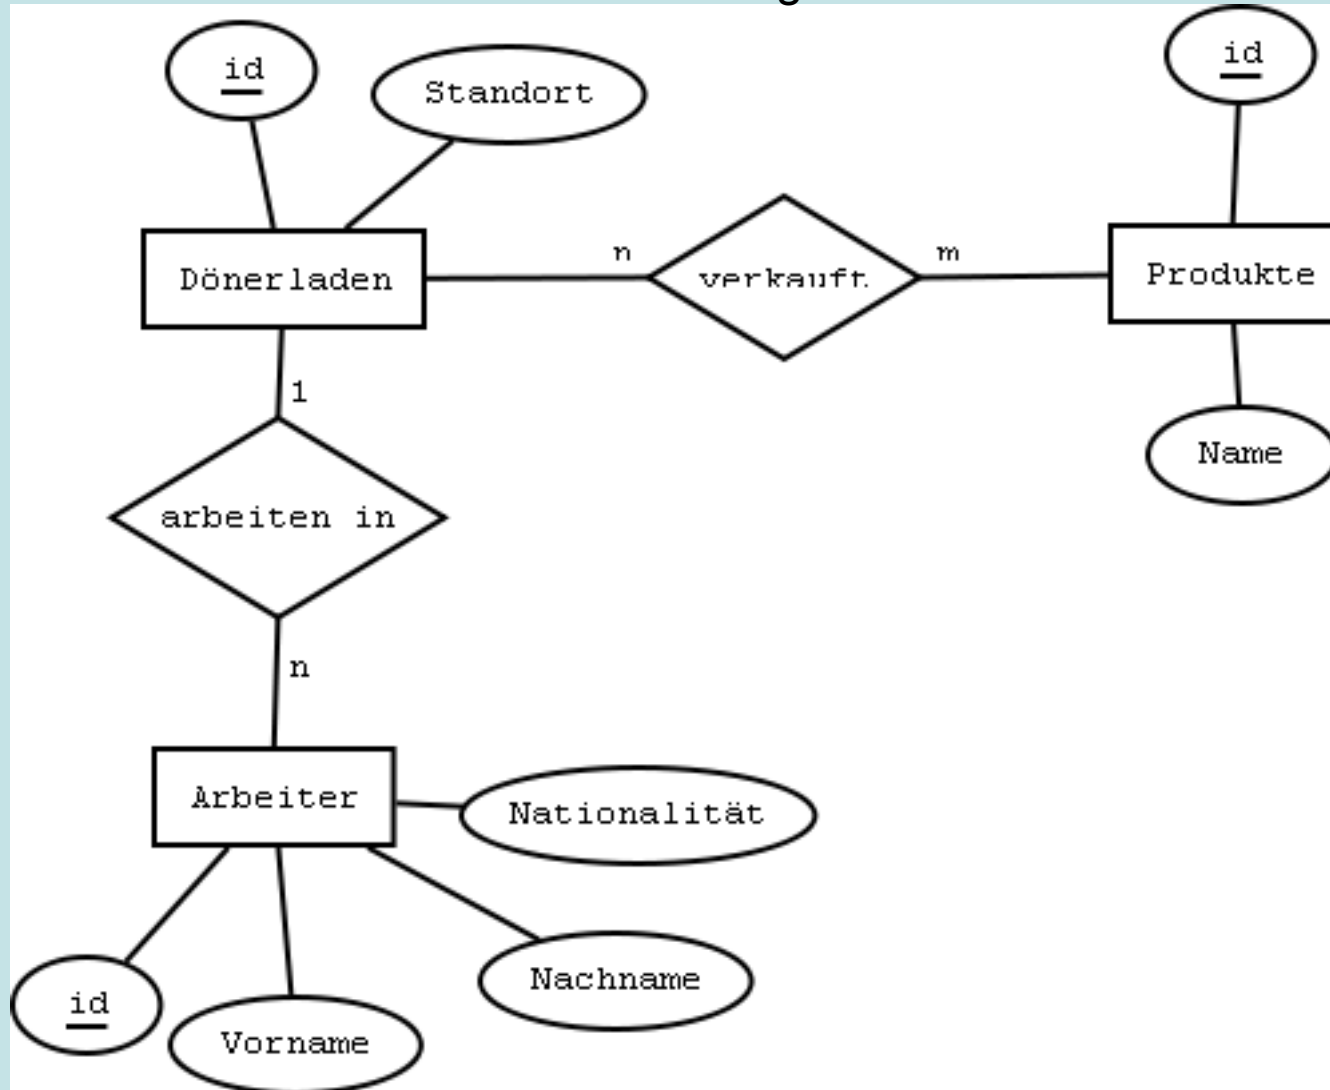 id
Standort
id
Dönerladen
n
verkauft
m
Produkte
1
Name
arbeiten in
n
Arbeiter
Nationalität
Nachname
id
Vorname